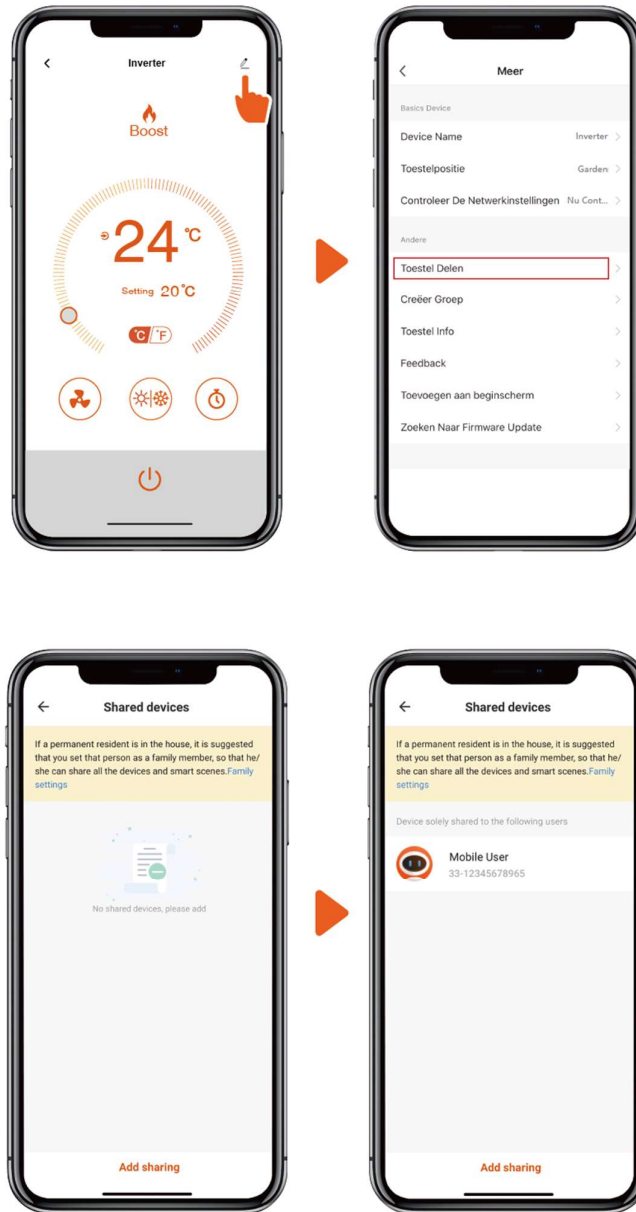 Inverter
Boost
24 °C
Setting 20°C
°C °F
Meer
Basics Device
Device Name Inverter
Toestelpositie Garden
Controleer De Netwerkinstellingen Nu Cont...
Andere
Toestel Delen
Creëer Groep
Toestel Info
Feedback
Toevoegen aan beginscherm
Zoeken Naar Firmware Update
Shared devices
If a permanent resident is in the house, it is suggested
that you set that person as a family member, so that he/
she can share all the devices and smart scenes.Family
settings
No shared devices, please add
Add sharing
Shared devices
If a permanent resident is in the house, it is suggested
that you set that person as a family member, so that he/
she can share all the devices and smart scenes.Family
settings
Device solely shared to the following users
Mobile User
33-12345678965
Add sharing